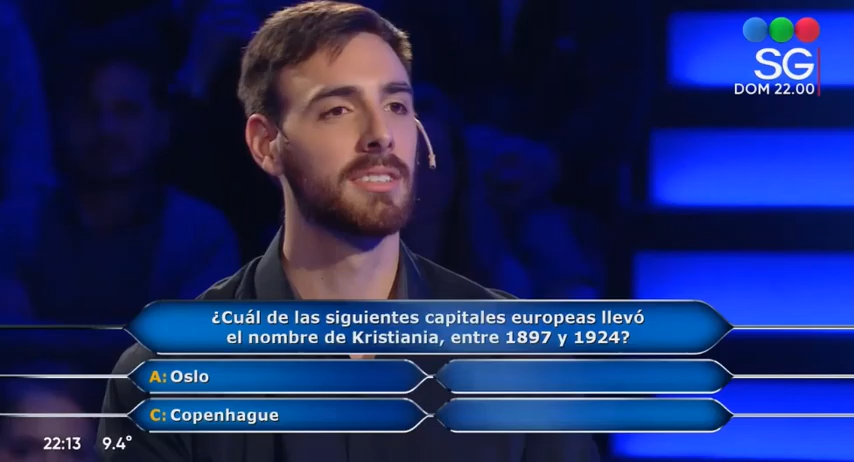 SG
DOM 22.00
¿Cuál de las siguientes capitales europeas llevó
el nombre de Kristiania, entre 1897 y 1924?
A: Oslo
C: Copenhague
22:13 9.4°